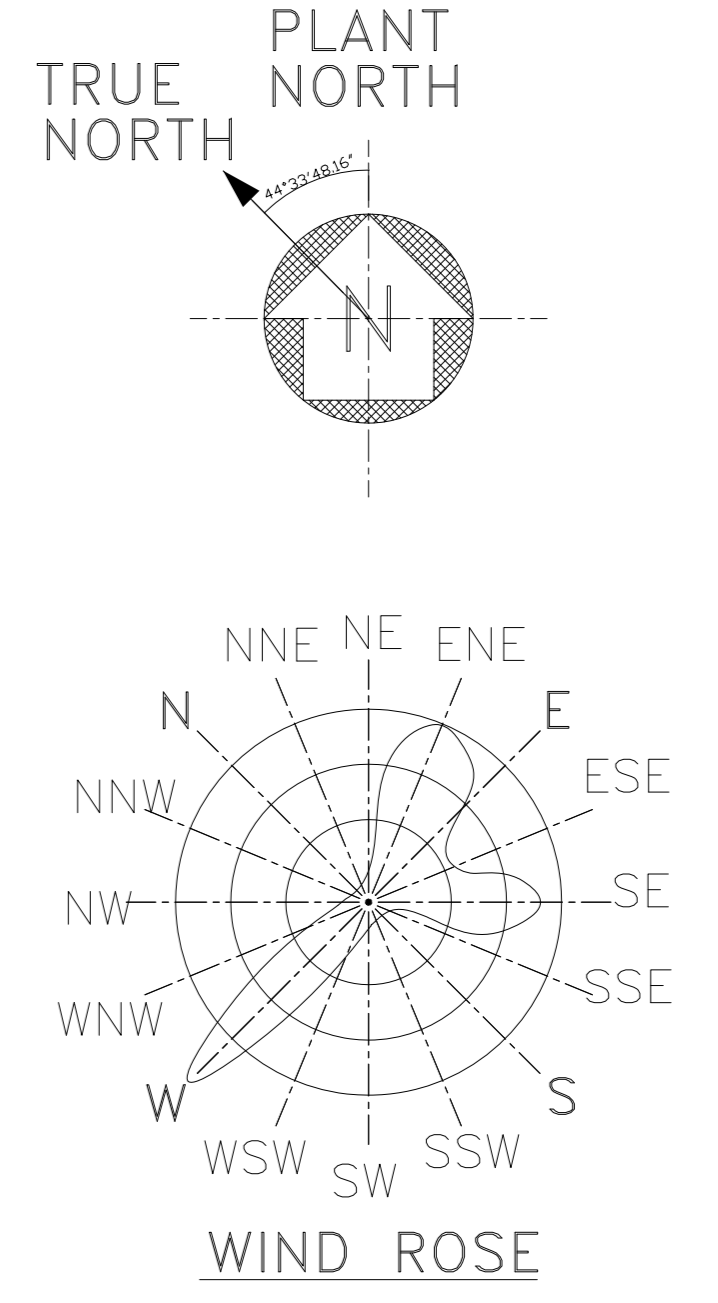 PLANT
NORTH
TRUE
NORTH
44°33'48.16"
N
NNE
NE
ENE
N
E
NNW
ESE
NW
SE
WNW
SSE
W
S
WSW
SW
SSW
WIND ROSE